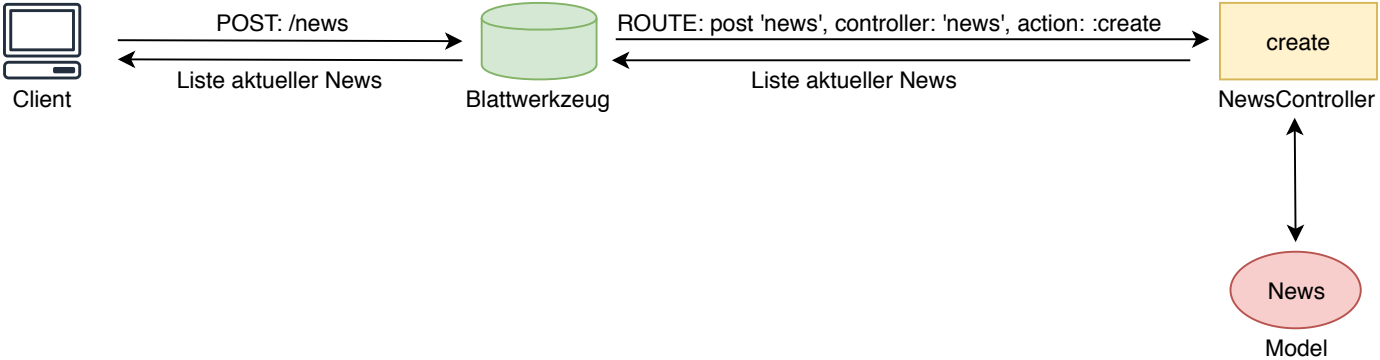 POST: /news
ROUTE: post 'news', controller: 'news', action: :create
create
Liste aktueller News
Liste aktueller News
Client
Blattwerkzeug
NewsController
News
Model